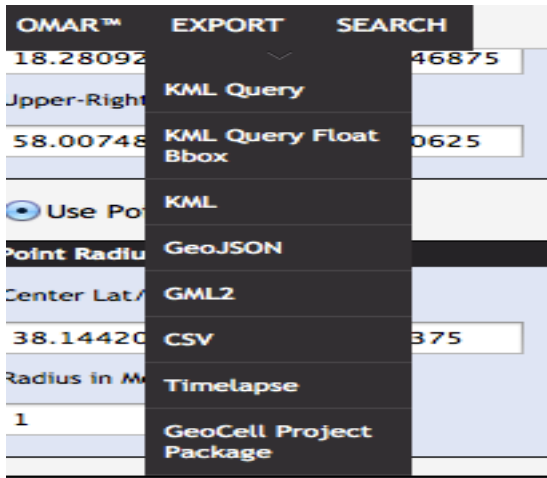 OMAR™ EXPORT SEARCH
18.28092 46875
Upper-Right
KML Query
58.00748 0625
KML Query Float
Bbox
KML
Use Po
Point Radiu
GeoJSON
Center Lat/
GML2
38.14420 375
CSV
Radius in Me
Timelapse
1
GeoCell Project
Package